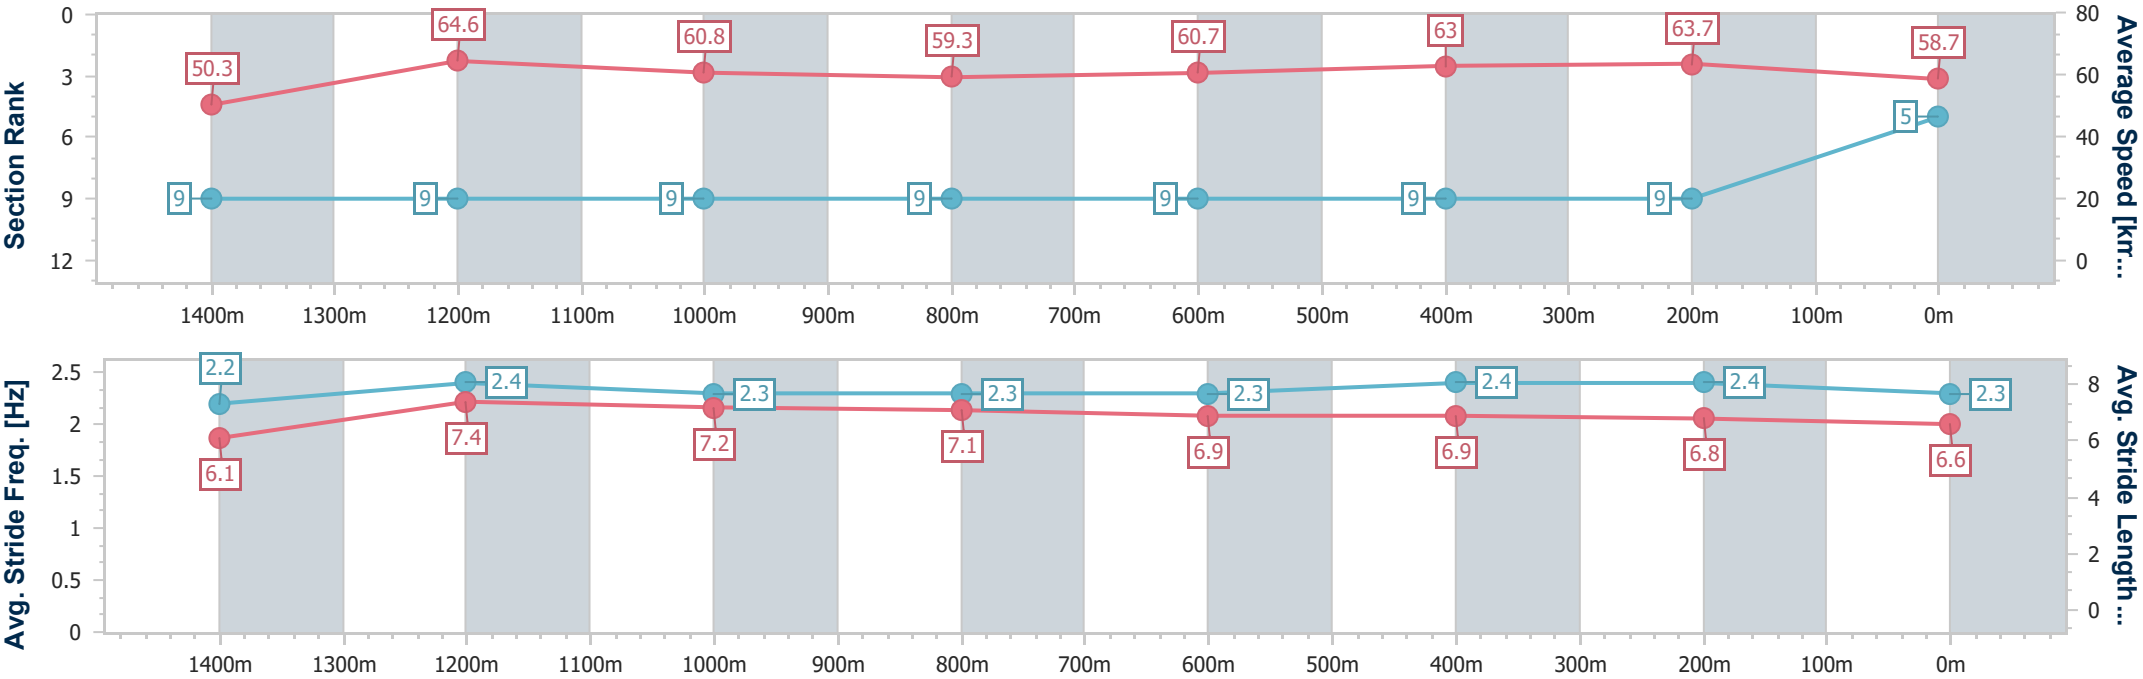 Section Rank
0
3
6
9
12
50.3
64.6
60.8
59.3
60.7
63
63.7
58.7
9
9
9
9
9
9
9
5
80
60
40
20
0
Average Speed [km...
1400m
1300m
1200m
1100m
1000m
900m
800m
700m
600m
500m
400m
300m
200m
100m
0m
Avg. Stride Freq. [Hz]
2.5
2
1.5
1
0.5
0
2.2
2.4
2.3
2.3
2.3
2.4
2.4
2.3
6.1
7.4
7.2
7.1
6.9
6.9
6.8
6.6
8
6
4
2
0
Avg. Stride Length...
1400m
1300m
1200m
1100m
1000m
900m
800m
700m
600m
500m
400m
300m
200m
100m
0m